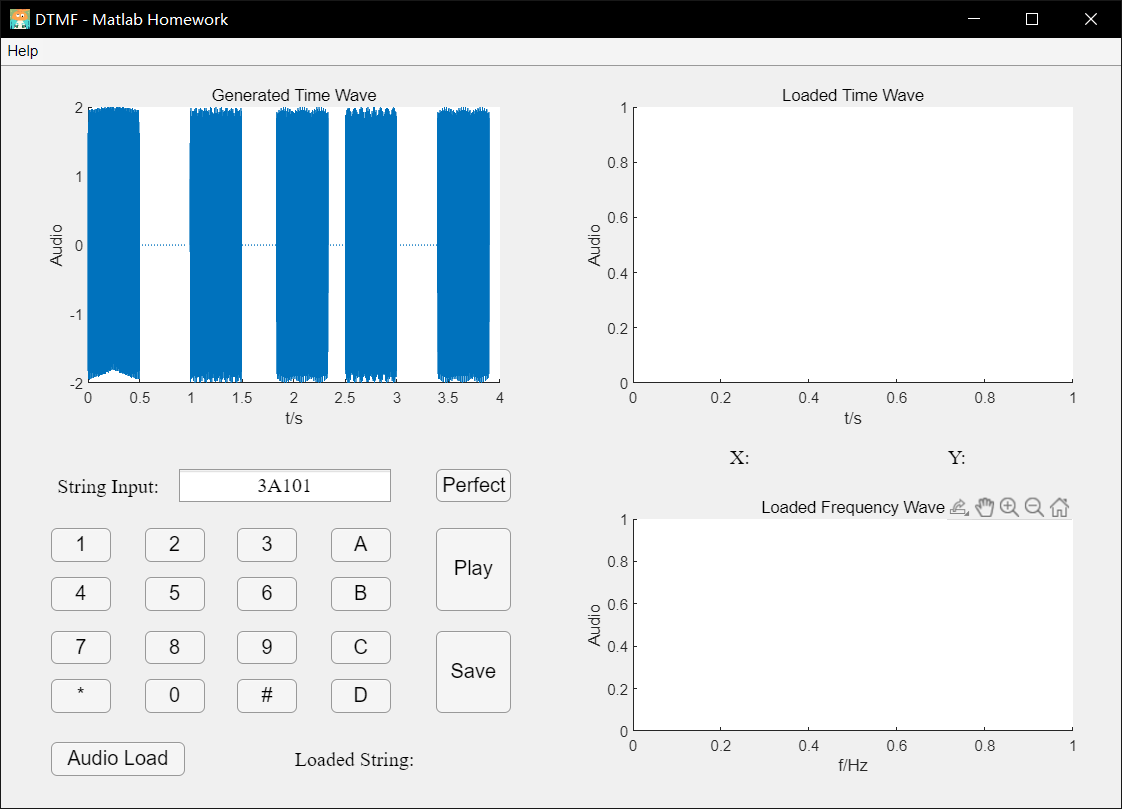 DTMF - Matlab Homework
Help
Generated Time Wave
2
1
0
-1
-2
Audio
0 0.5 1 1.5 2 2.5 3 3.5 4
t/s
Loaded Time Wave
1
0.8
0.6
0.4
0.2
0
Audio
0 0.2 0.4 0.6 0.8 1
t/s
X: Y:
String Input: 3A101 Perfect
1 2 3 A
4 5 6 B
Play
7 8 9 C
* 0 # D
Save
Audio Load Loaded String:
Loaded Frequency Wave
1
0.8
0.6
0.4
0.2
0
Audio
0 0.2 0.4 0.6 0.8 1
f/Hz